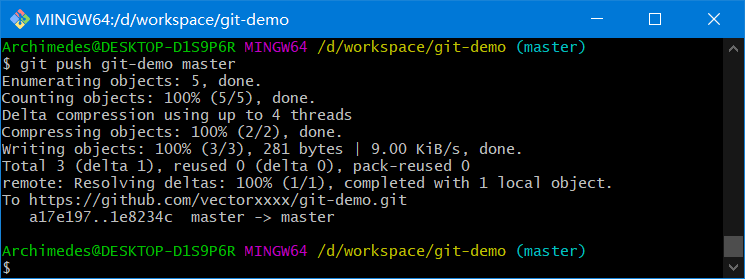 MINGW64:/d/workspace/git-demo
Archimedes@DESKTOP-D1S9P6R MINGW64 /d/workspace/git-demo (master)
$ git push git-demo master
Enumerating objects: 5, done.
Counting objects: 100% (5/5), done.
Delta compression using up to 4 threads
Compressing objects: 100% (2/2), done.
Writing objects: 100% (3/3), 281 bytes | 9.00 KiB/s, done.
Total 3 (delta 1), reused 0 (delta 0), pack-reused 0
remote: Resolving deltas: 100% (1/1), completed with 1 local object.
To https://github.com/vectorxxxx/git-demo.git
   a17e197..1e8234c  master -> master
Archimedes@DESKTOP-D1S9P6R MINGW64 /d/workspace/git-demo (master)
$